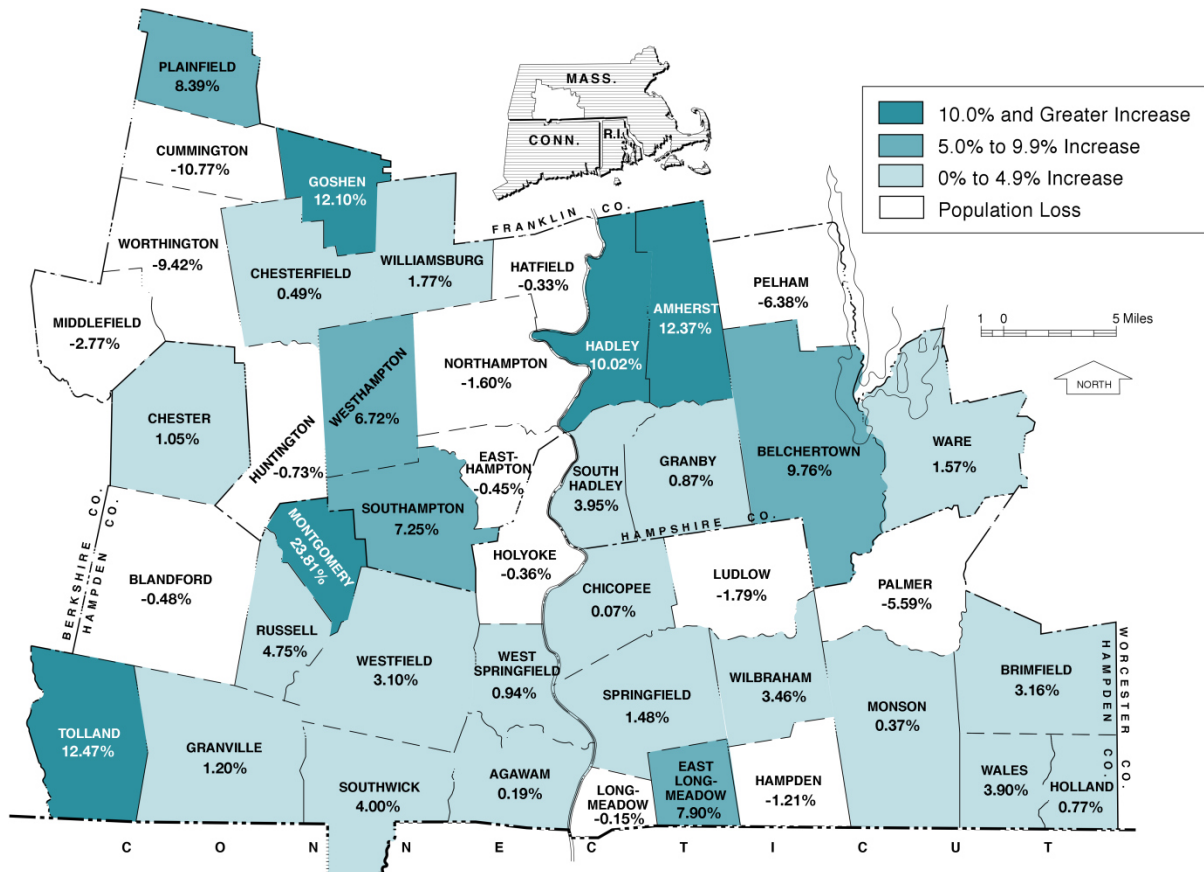 PLAINFIELD
8.39%
CUMMINGTON
-10.77%
GOSHEN
12.10%
MASS.
CONN.
R.I.
10.0% and Greater Increase
5.0% to 9.9% Increase
0% to 4.9% Increase
Population Loss
FRANKLIN CO.
WORTHINGTON
-9.42%
CHESTERFIELD
0.49%
WILLIAMSBURG
1.77%
HATFIELD
-0.33%
PELHAM
-6.38%
MIDDLEFIELD
-2.77%
AMHERST
12.37%
HADLEY
10.02%
NORTHAMPTON
-1.60%
1 0 5 Miles
NORTH
CHESTER
1.05%
HUNTINGTON
-0.73%
WESTHAMPTON
6.72%
EAST-
HAMPTON
-0.45%
SOUTH
HADLEY
3.95%
GRANBY
0.87%
BELCHERTOWN
9.76%
WARE
1.57%
SOUTHAMPTON
7.25%
HAMPSHIRE CO.
MONTGOMERY
23.81%
BERKSHIRE CO.
HAMPDEN CO.
BLANDFORD
-0.48%
HOLYOKE
-0.36%
CHICOPEE
0.07%
LUDLOW
-1.79%
PALMER
-5.59%
RUSSELL
4.75%
WESTFIELD
3.10%
WEST
SPRINGFIELD
0.94%
SPRINGFIELD
1.48%
WILBRAHAM
3.46%
MONSON
0.37%
BRIMFIELD
3.16%
HAMPDEN CO.
WORCESTER CO.
TOLLAND
12.47%
GRANVILLE
1.20%
SOUTHWICK
4.00%
AGAWAM
0.19%
LONG-
MEADOW
-0.15%
EAST
LONG-
MEADOW
7.90%
HAMPDEN
-1.21%
WALES
3.90%
HOLLAND
0.77%
CONNECTICUT